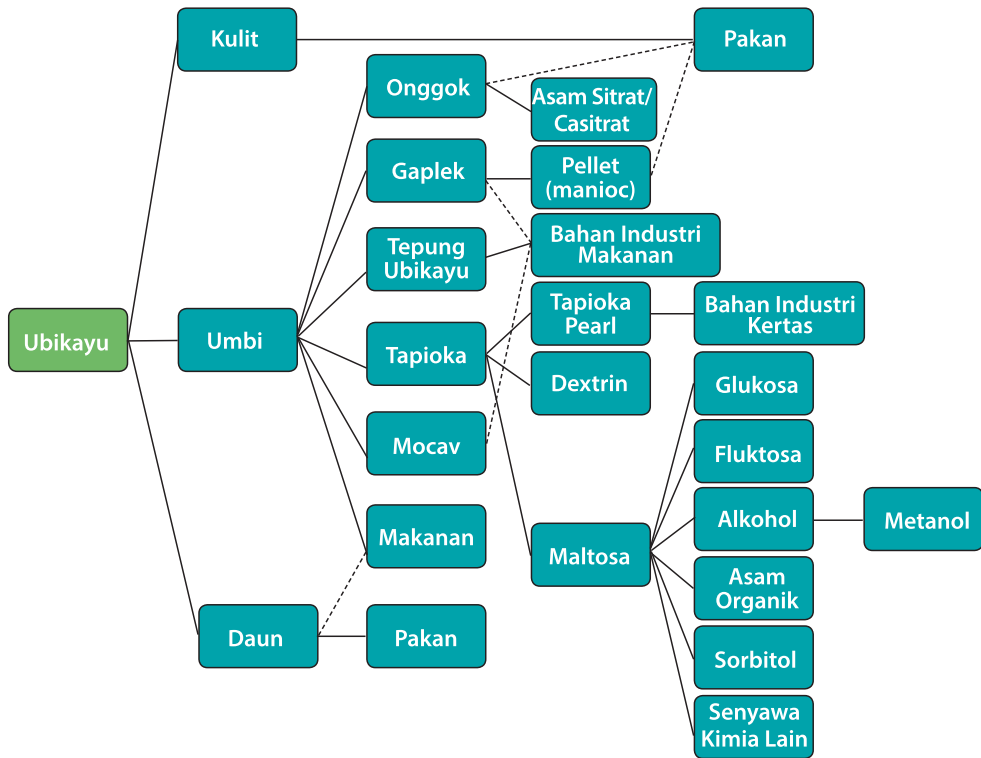 Kulit
Pakan
Onggok
Asam Sitrat/
Casitrat
Gaplek
Pellet
(manioc)
Tepung
Ubikayu
Bahan Industri
Makanan
Ubikayu
Umbi
Tapioka
Tapioka
Pearl
Bahan Industri
Kertas
Dextrin
Glukosa
Mocav
Fluktosa
Makanan
Maltosa
Alkohol
Metanol
Asam
Organik
Daun
Pakan
Sorbitol
Senyawa
Kimia Lain